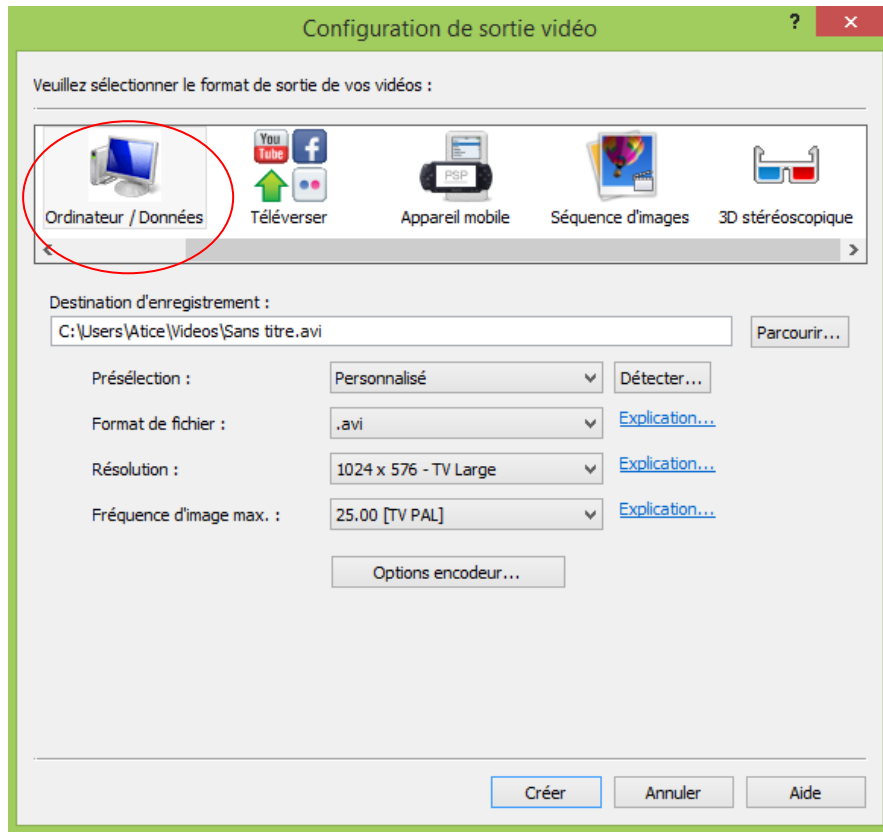 Configuration de sortie vidéo
?
×
Veuillez sélectionner le format de sortie de vos vidéos :
You
Tube
f
PSP
Ordinateur / Données
Téléverser
Appareil mobile
Séquence d'images
3D stéréoscopique
Destination d'enregistrement :
C:\Users\Atice\Videos\Sans titre.avi
Parcourir...
Présélection :
Personnalisé
Détecter...
Format de fichier :
.avi
Explication...
Résolution :
1024 x 576 - TV Large
Explication...
Fréquence d'image max. :
25.00 [TV PAL]
Explication...
Options encodeur...
Créer
Annuler
Aide